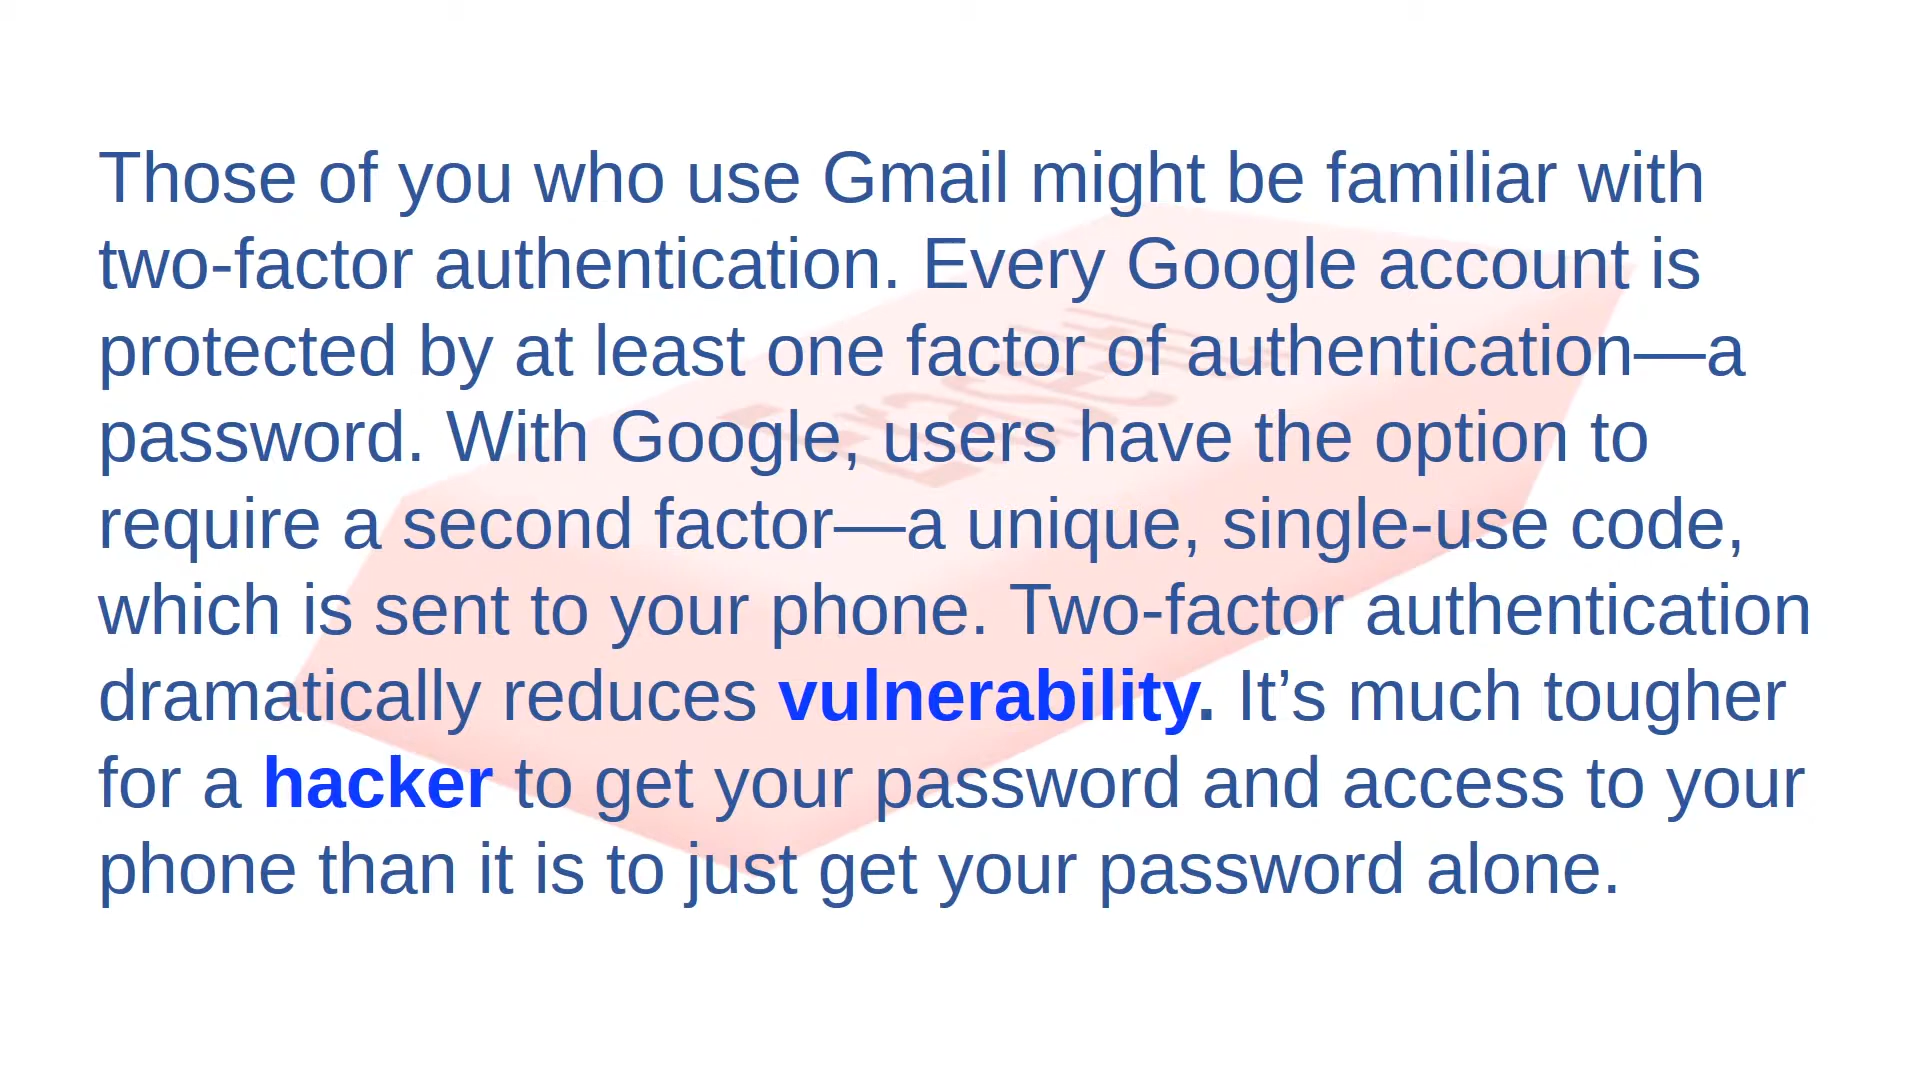 Those of you who use Gmail might be familiar with
two-factor authentication. Every Google account is
protected by at least one factor of authentication—a
password. With Google, users have the option to
require a second factor—a unique, single-use code,
which is sent to your phone. Two-factor authentication
dramatically reduces vulnerability. It’s much tougher
for a hacker to get your password and access to your
phone than it is to just get your password alone.